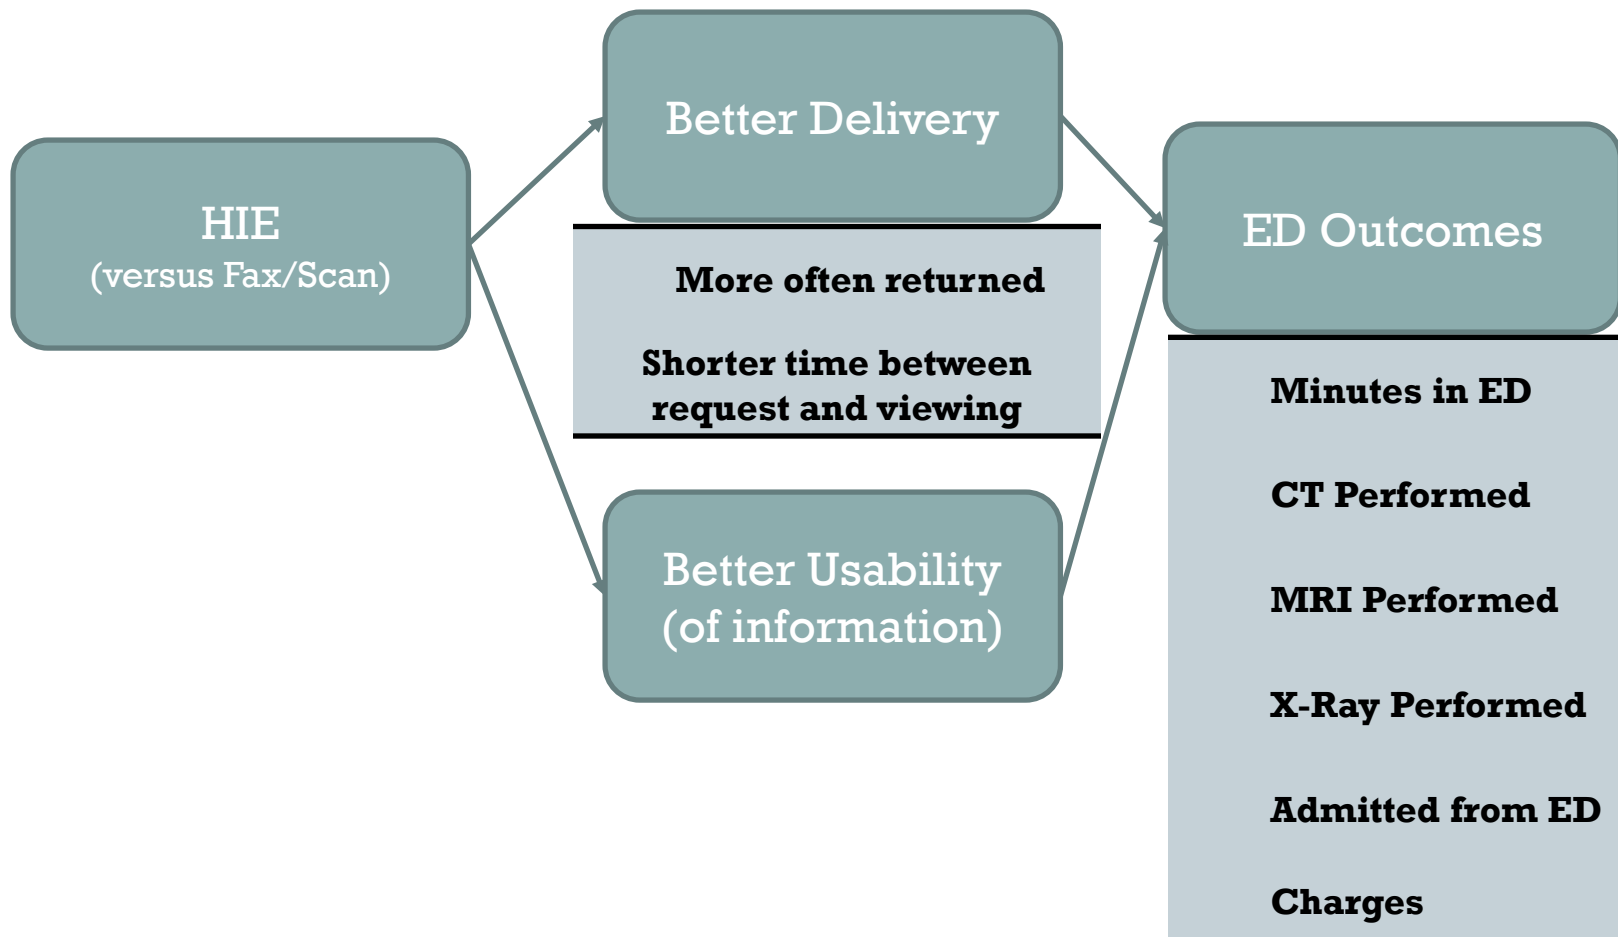 HIE
(versus Fax/Scan)
Better Delivery
More often returned
Shorter time between
request and viewing
Better Usability
(of information)
ED Outcomes
Minutes in ED
CT Performed
MRI Performed
X-Ray Performed
Admitted from ED
Charges